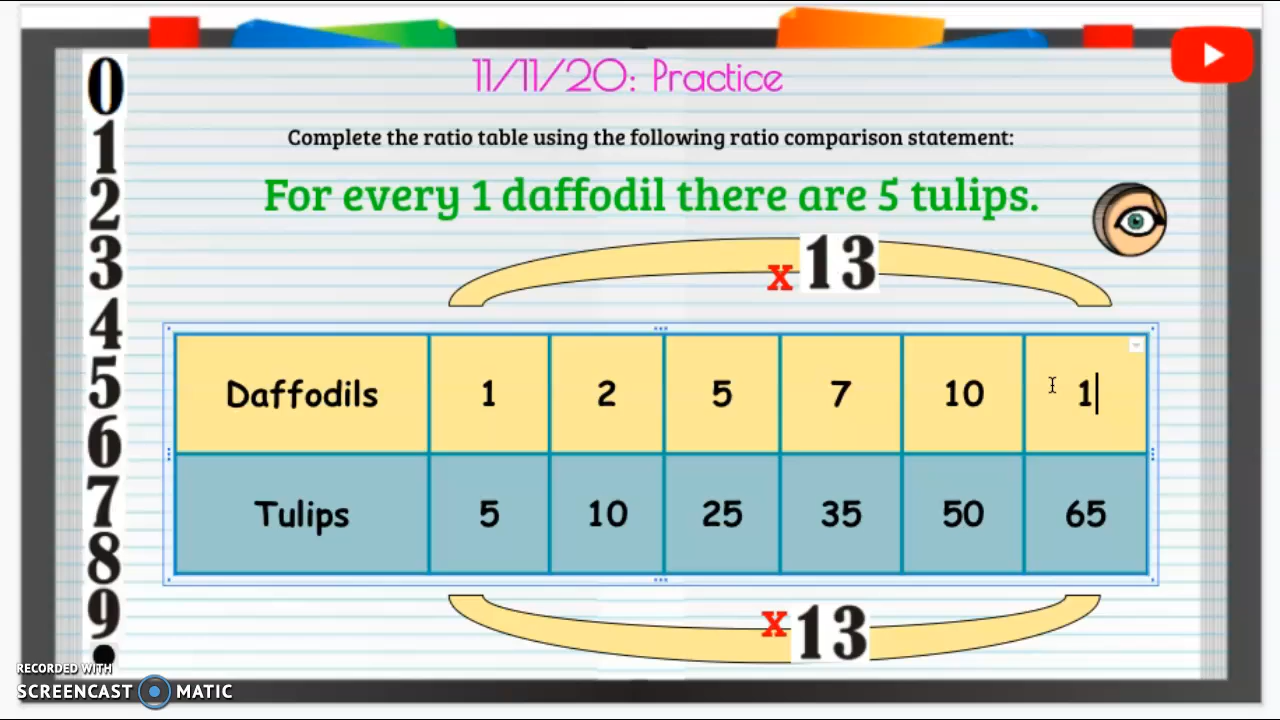 11/11/20: Practice
Complete the ratio table using the following ratio comparison statement:
For every 1 daffodil there are 5 tulips.
0
1
2
3
4
5
6
7
8
9
x 13
Daffodils 1 2 5 7 10 1
Tulips 5 10 25 35 50 65
x 13
RECORDED WITH
SCREENCAST MATIC